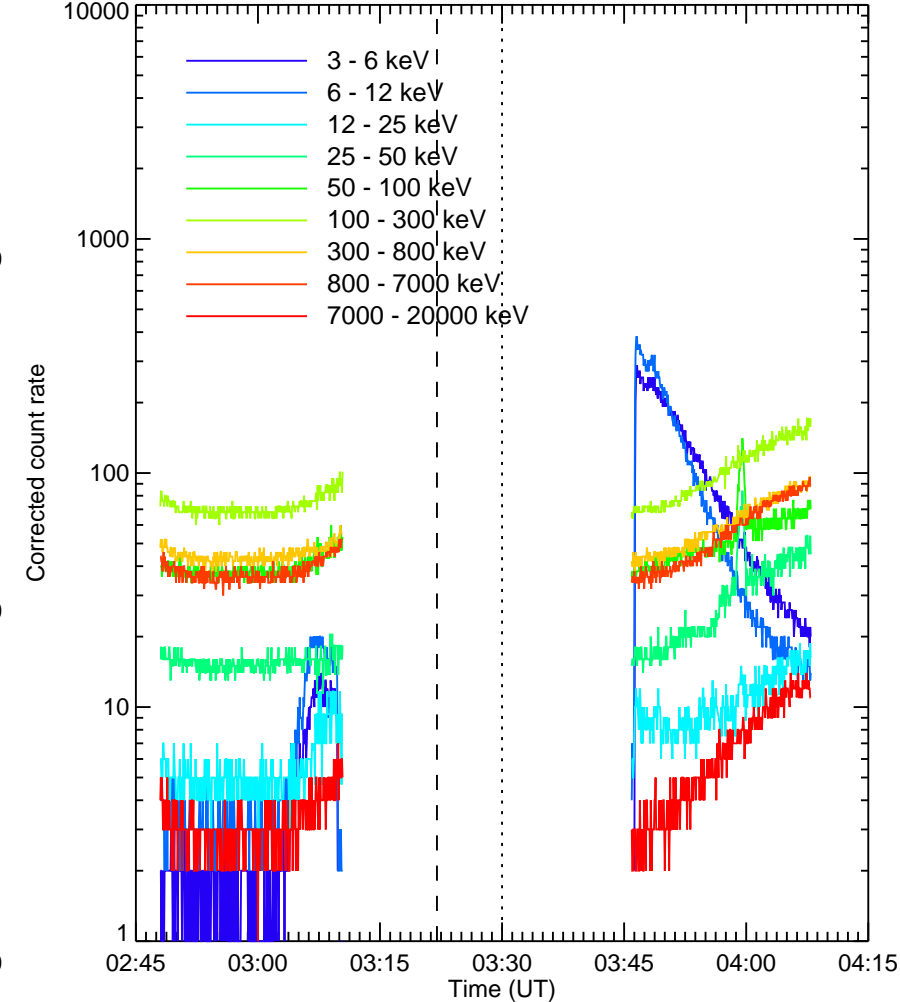 10000
3 - 6 keV
6 - 12 keV
12 - 25 keV
25 - 50 keV
50 - 100 keV
100 - 300 keV
1000
300 - 800 keV
800 - 7000 keV
7000 - 20000 keV
Corrected count rate
100
10
1
02:45 03:00 03:15 03:30 03:45 04:00 04:15
Time (UT)